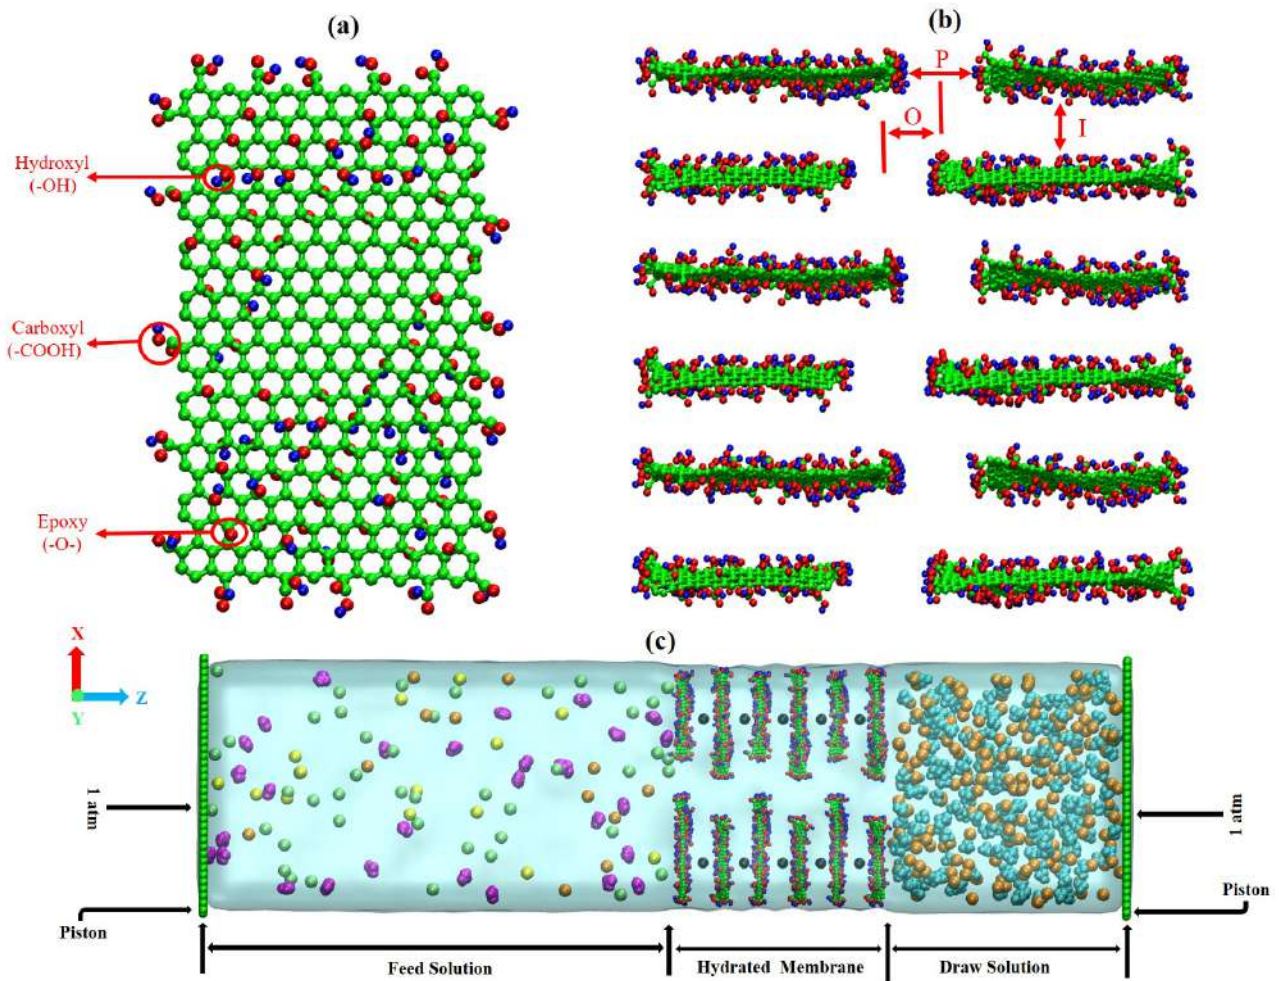 (a)
(b)
Hydroxyl
(-OH)
Carboxyl
(-COOH)
Epoxy
(-O-)
P
O
I
(c)
X
Z
Y
1 atm
1 atm
Piston
Piston
Feed Solution
Hydrated Membrane
Draw Solution